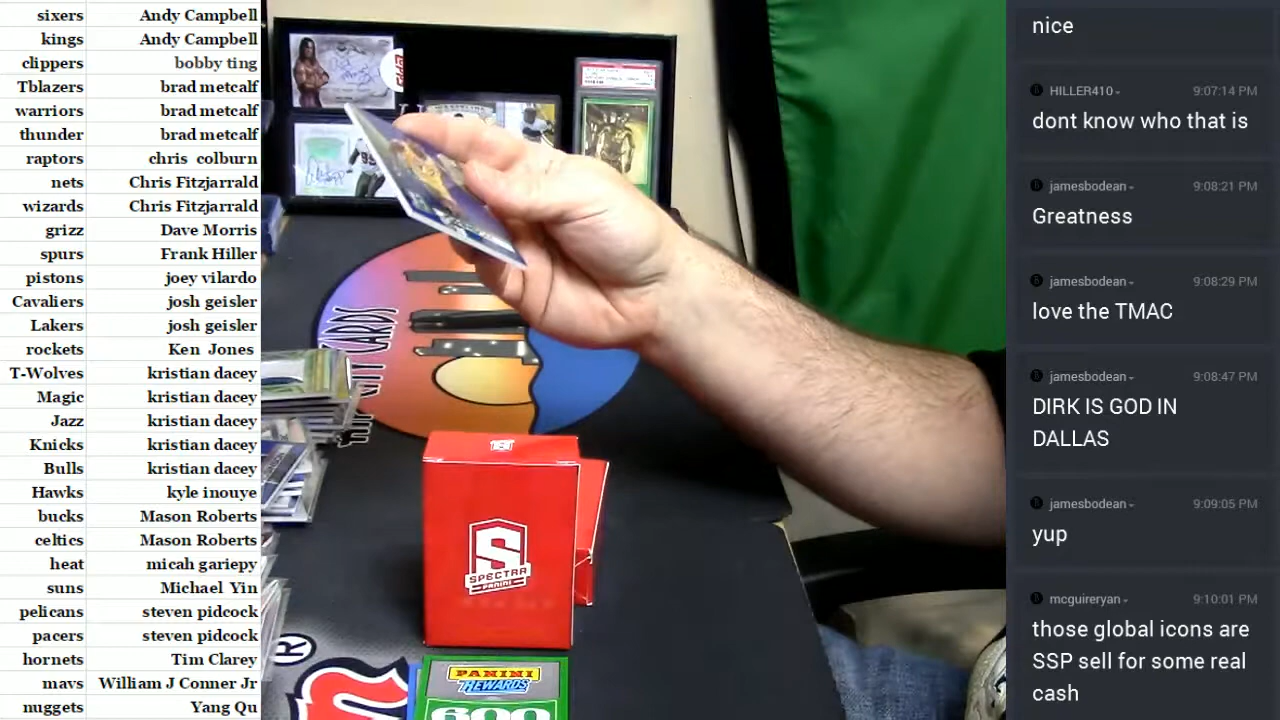 sixers Andy Campbell
kings Andy Campbell
clippers bobby ting
Tblazers brad metcalf
warriors brad metcalf
thunder brad metcalf
raptors chris colburn
nets Chris Fitzjarrald
wizards Chris Fitzjarrald
grizz Dave Morris
spurs Frank Hiller
pistons joey vilardo
Cavaliers josh geisler
Lakers josh geisler
rockets Ken Jones
T-Wolves kristian dacey
Magic kristian dacey
Jazz kristian dacey
Knicks kristian dacey
Bulls kristian dacey
Hawks kyle inouye
bucks Mason Roberts
celtics Mason Roberts
heat micah gariepy
suns Michael Yin
pelicans steven pidcock
pacers steven pidcock
hornets Tim Clarey
mavs William J Conner Jr
nuggets Yang Qu
CARDS
S
SPECTRA
PANINI
®
PANINI
REWARDS
600
nice
HILLER410 9:07:14 PM
dont know who that is
jamesbodean 9:08:21 PM
Greatness
jamesbodean 9:08:29 PM
love the TMAC
jamesbodean 9:08:47 PM
DIRK IS GOD IN
DALLAS
jamesbodean 9:09:05 PM
yup
mcguireryan 9:10:01 PM
those global icons are
SSP sell for some real
cash